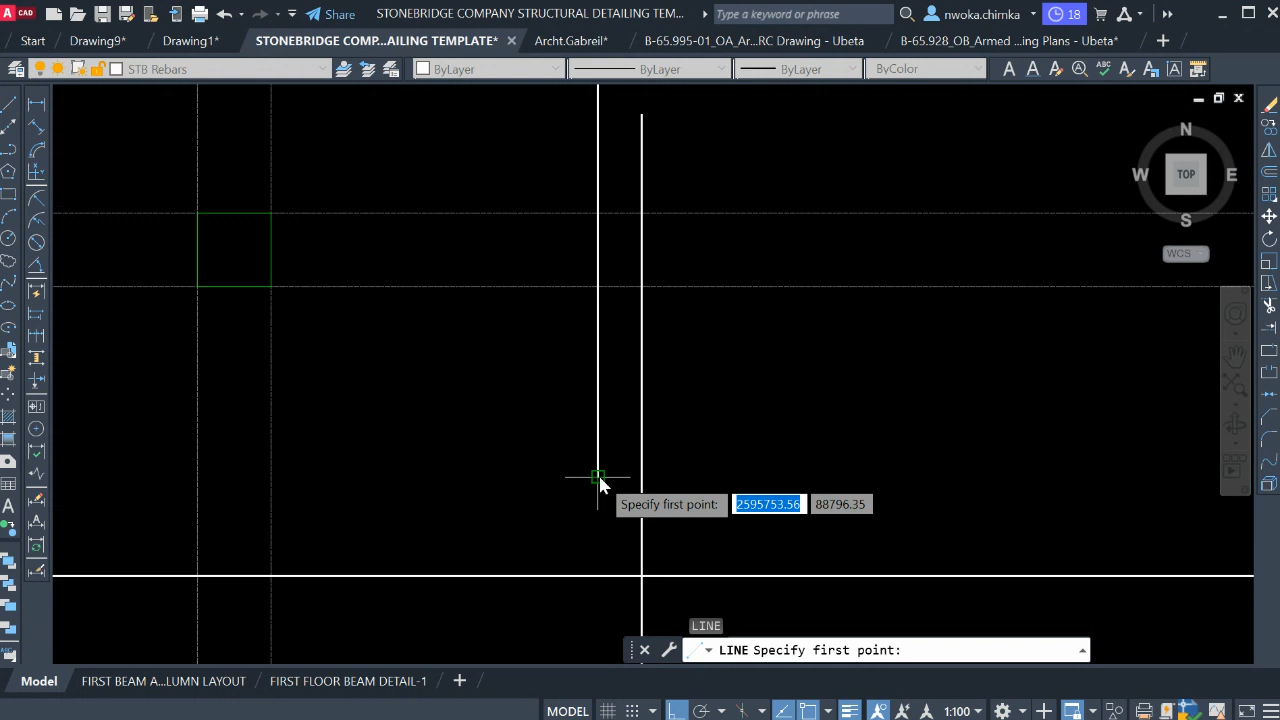 CAD
Share
STONEBRIDGE COMPANY STRUCTURAL DETAILING TEM...
Type a keyword or phrase
nwoka.chimka
18
Start
Drawing9*
Drawing1*
STONEBRIDGE COMP...AILING TEMPLATE*
Archt.Gabreil*
B-65.995-01_OA_Ar...RC Drawing - Ubeta
B-65.928_OB_Armed ...ing Plans - Ubeta*
STB Rebars
ByLayer
ByLayer
ByLayer
ByColor
N
W
TOP
E
S
WCS
Specify first point:
2595753.56
88796.35
LINE
LINE Specify first point:
Model
FIRST BEAM A...LUMN LAYOUT
FIRST FLOOR BEAM DETAIL-1
MODEL
1:100